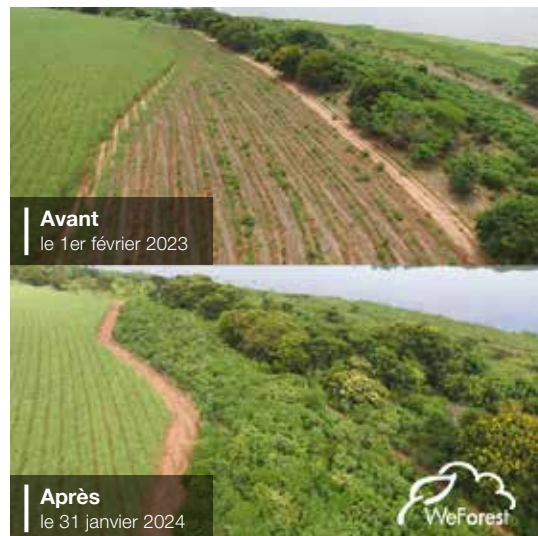 Avant
le 1er février 2023
Après
le 31 janvier 2024
WeForest